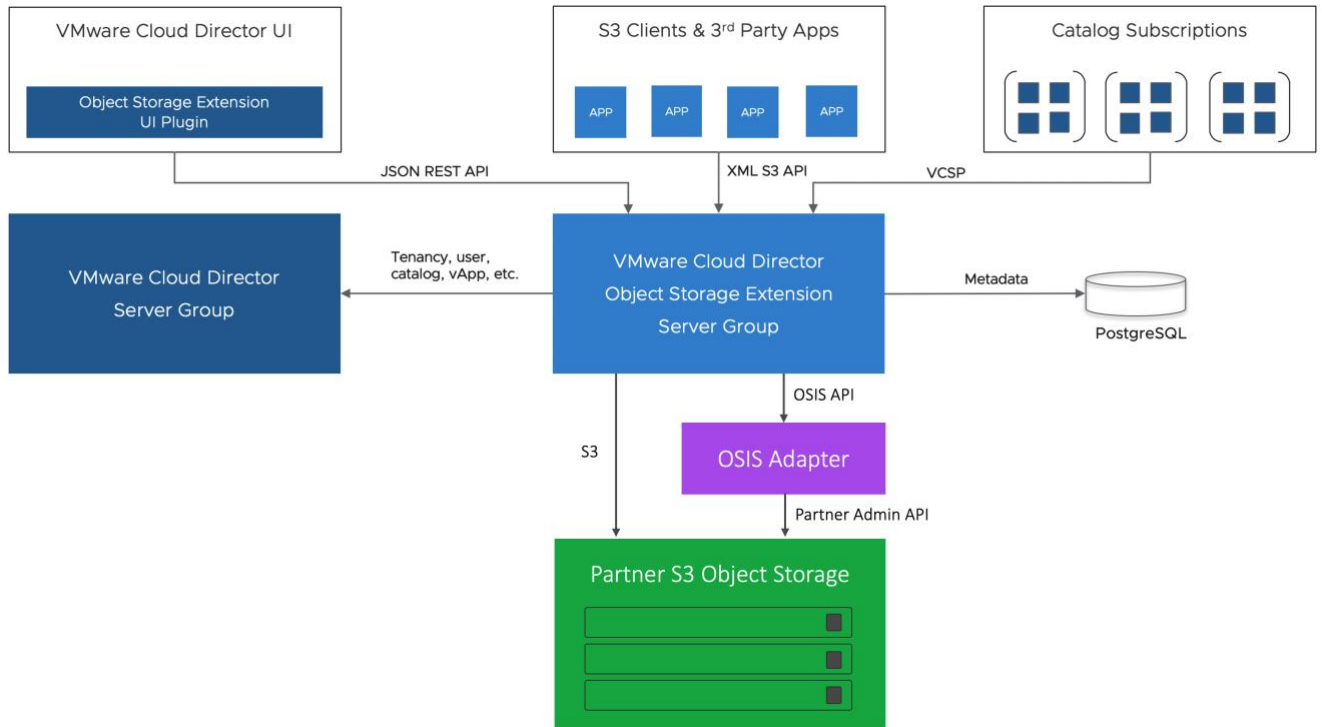 VMware Cloud Director UI
Object Storage Extension
UI Plugin
S3 Clients & 3rd Party Apps
APP
APP
APP
APP
Catalog Subscriptions
JSON REST API
XML S3 API
VCSP
VMware Cloud Director
Server Group
Tenancy, user,
catalog, vApp, etc.
VMware Cloud Director
Object Storage Extension
Server Group
Metadata
PostgreSQL
OSIS API
S3
OSIS Adapter
Partner Admin API
Partner S3 Object Storage